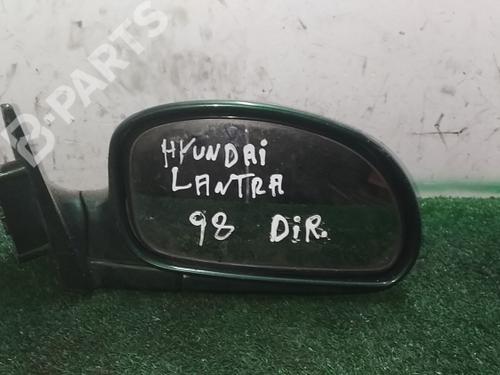 B-PARTS
HYUNDAi
LANTRA
98 DiR.